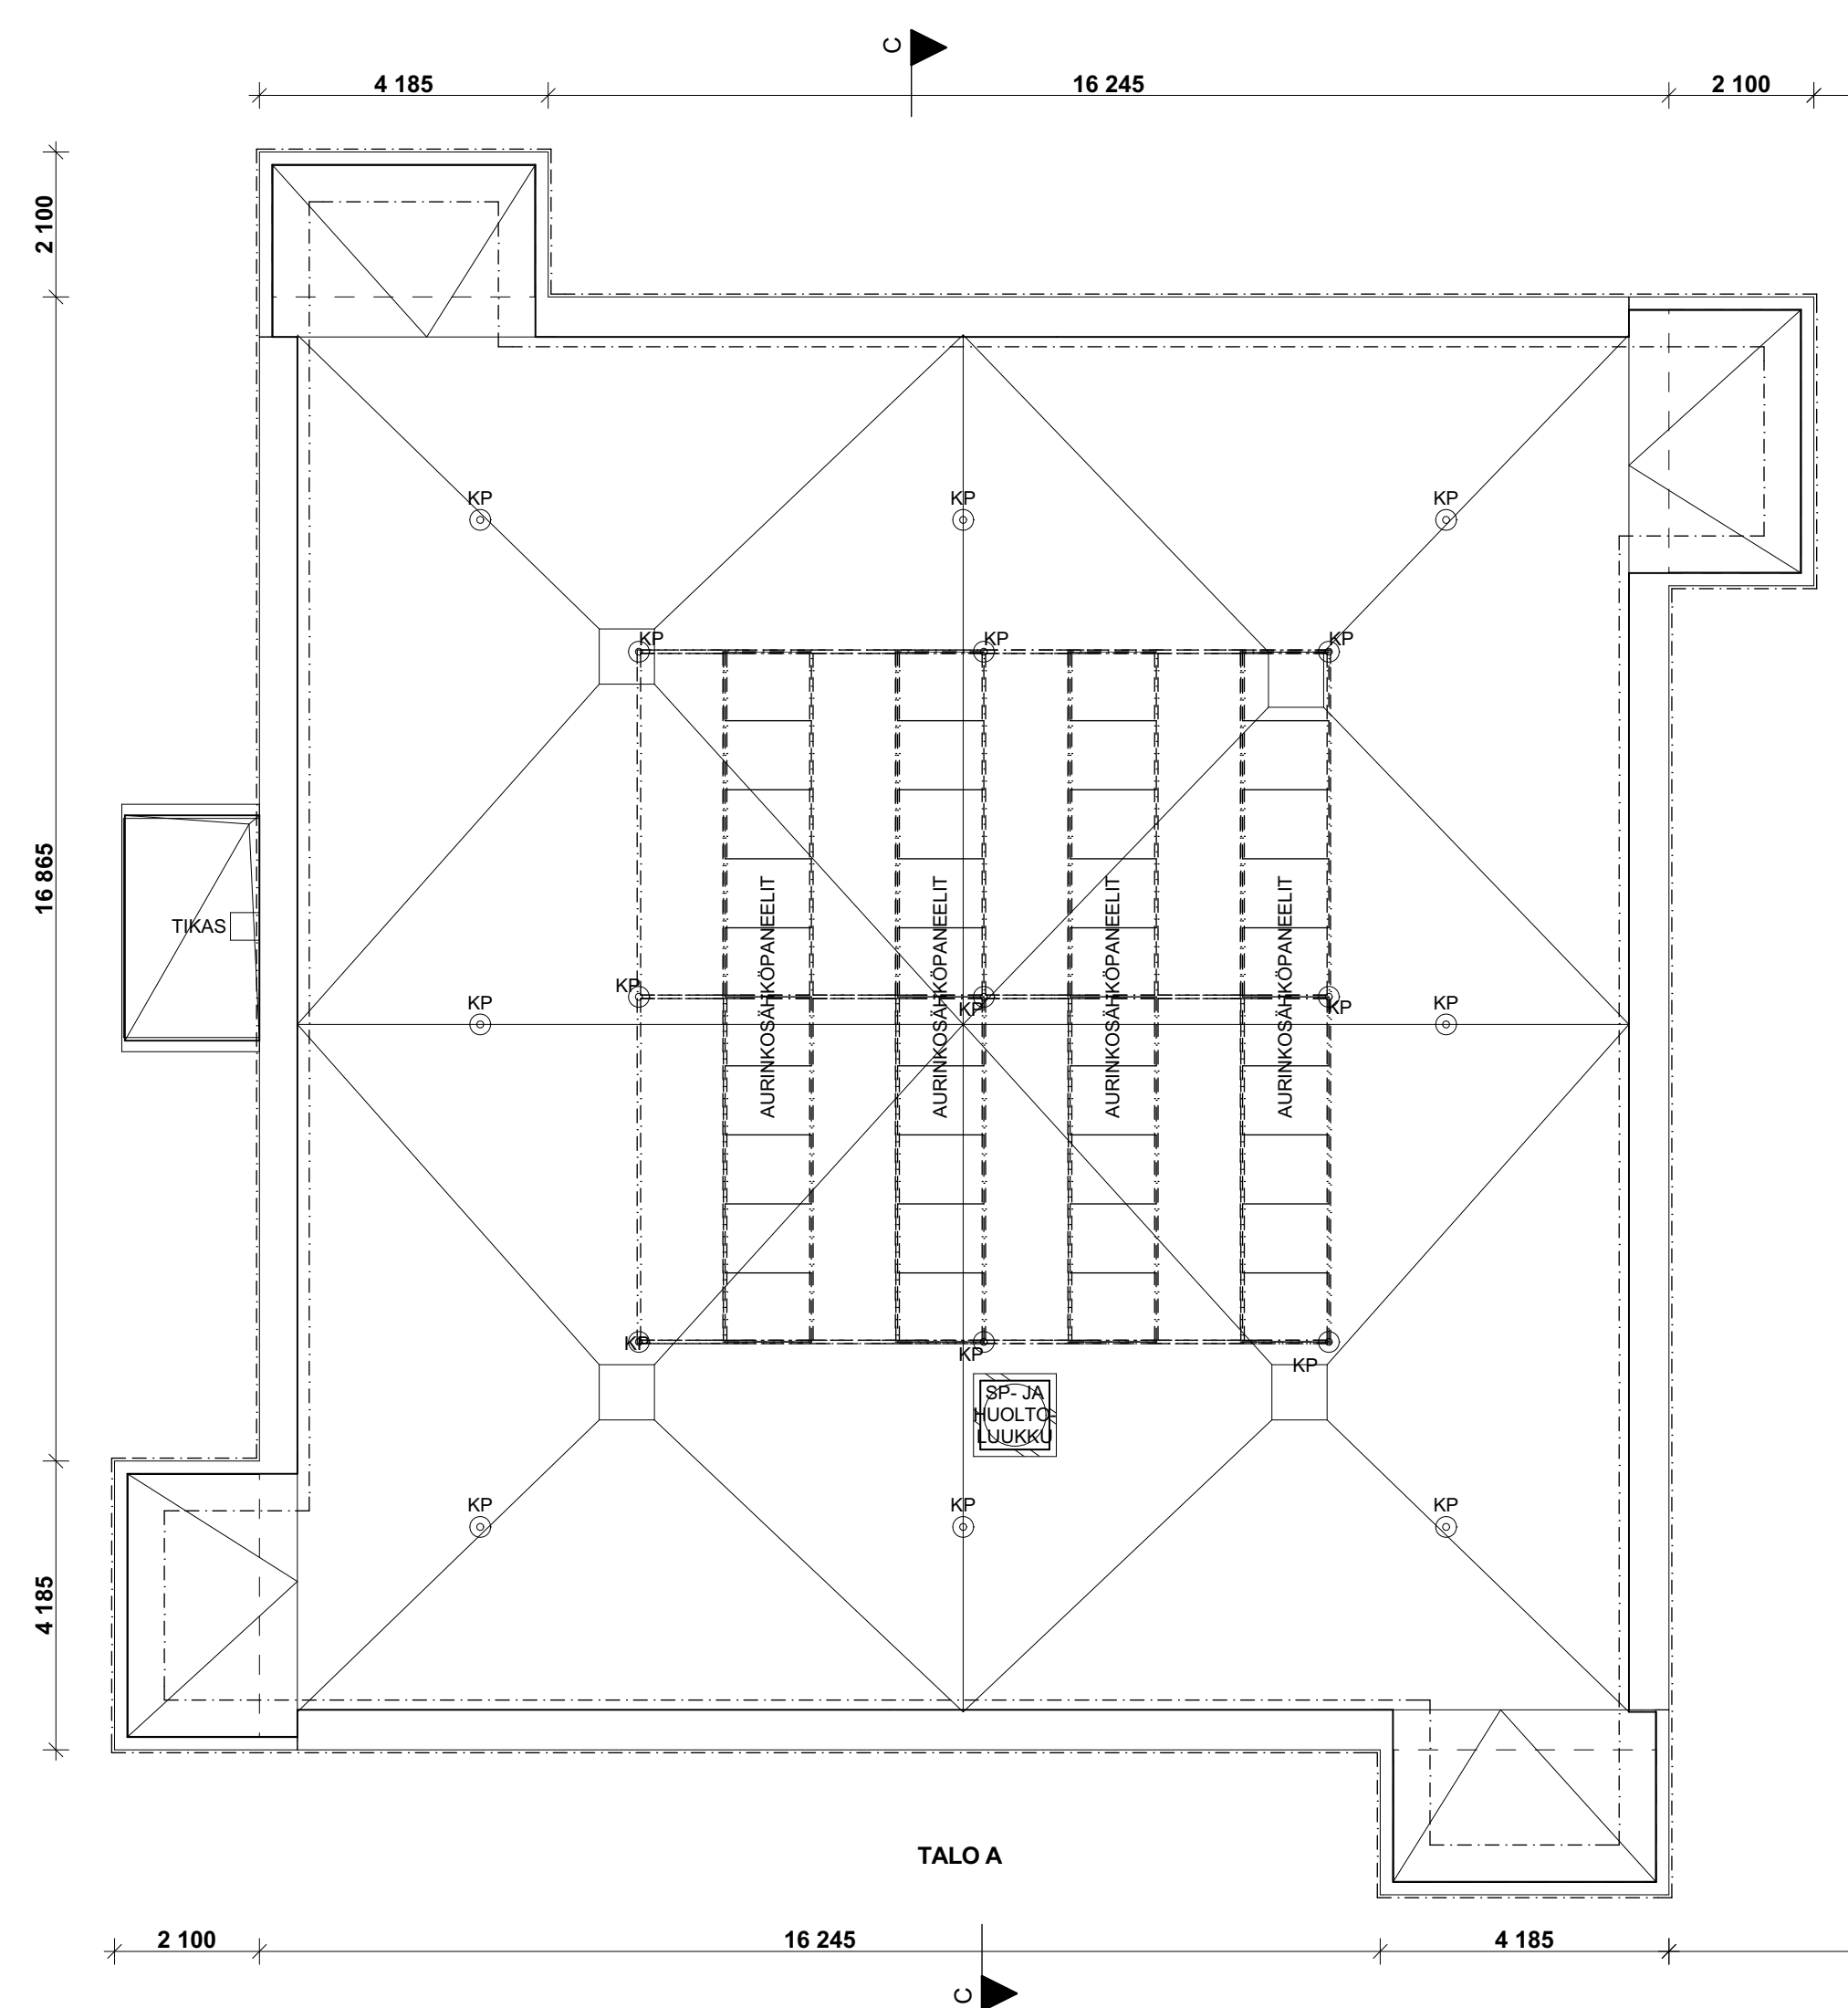 C
4 185
16 245
2 100
2 100
KP
KP
KP
KP
KP
KP
16 865
TIKAS
AURINKOSÄHKÖPANEELIT
AURINKOSÄHKÖPANEELIT
AURINKOSÄHKÖPANEELIT
AURINKOSÄHKÖPANEELIT
KP
KP
KP
KP
KP
KP
KP
KP
SP- JA
HUOLTO-
LUUKKU
KP
KP
KP
4 185
TALO A
2 100
16 245
4 185
C